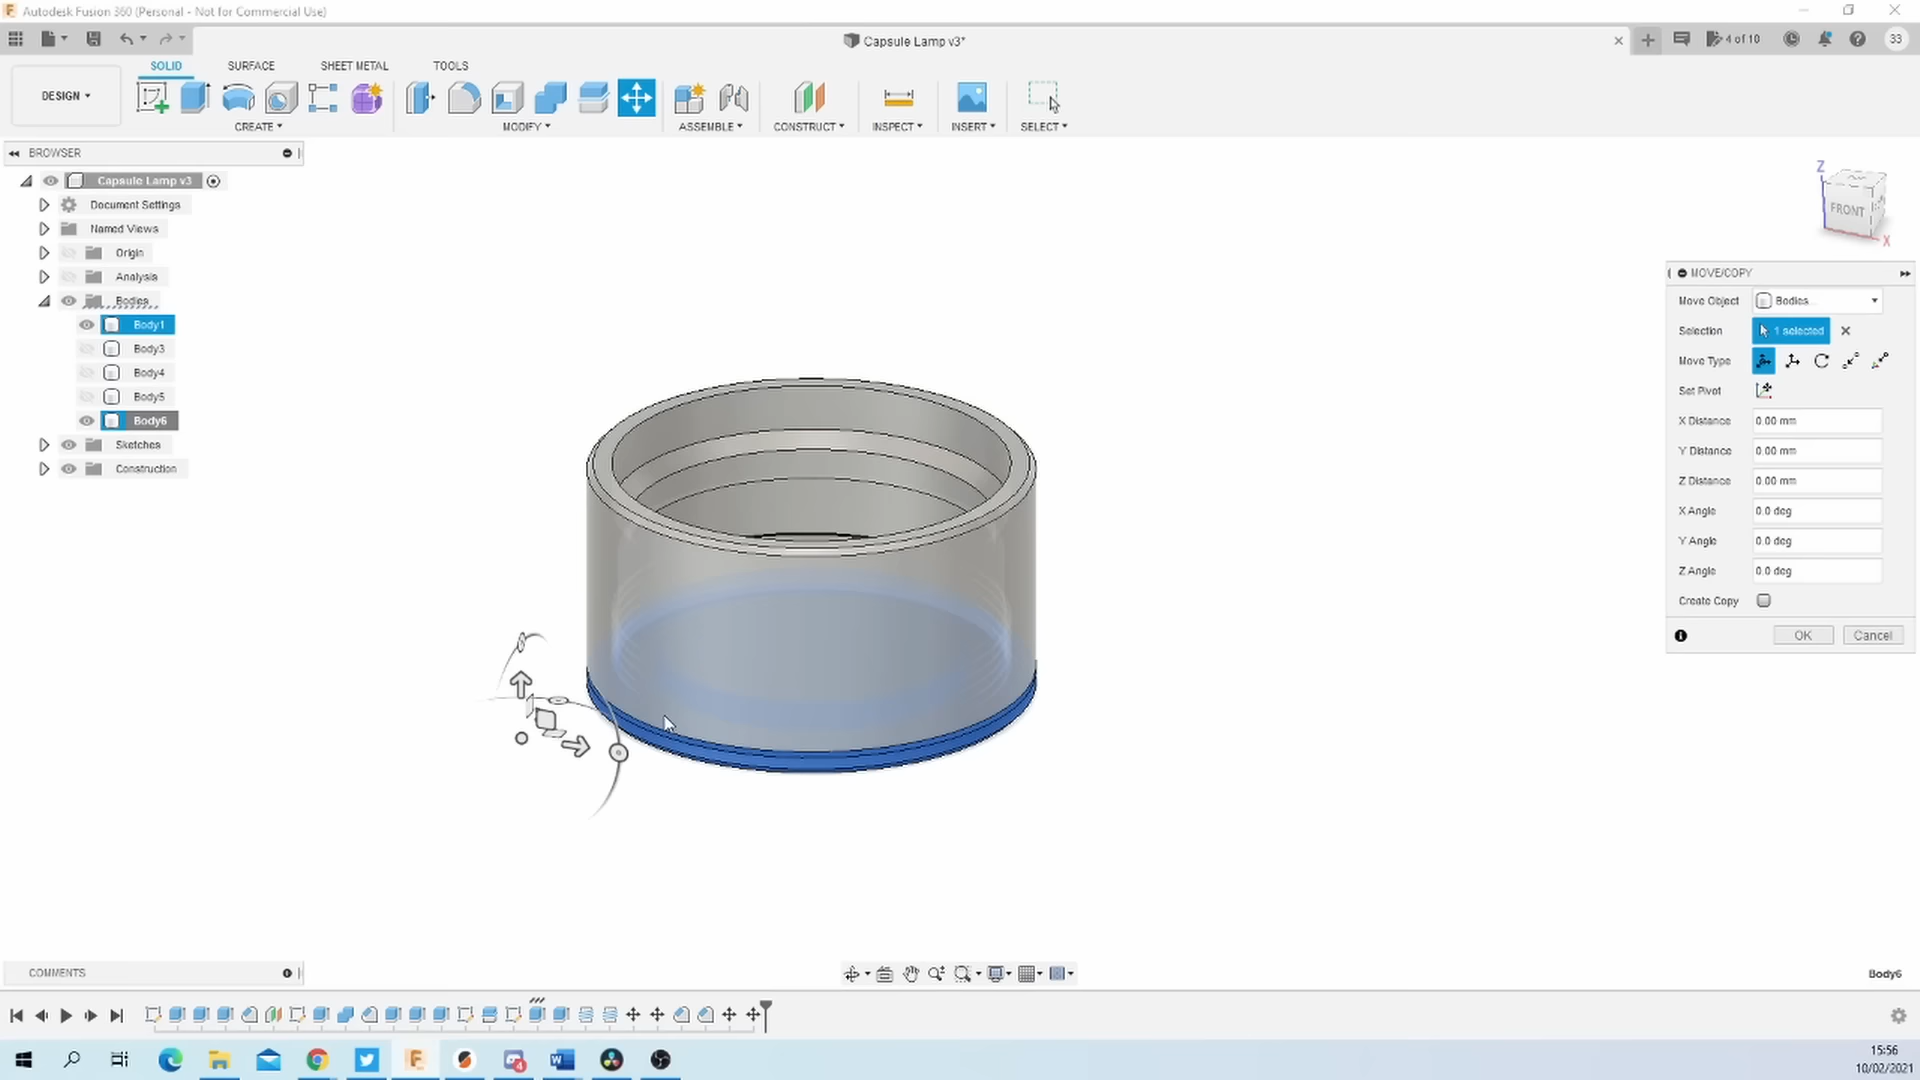 Autodesk Fusion 360 (Personal - Not for Commercial Use)
Capsule Lamp v3*
4 of 10
33
DESIGN
SOLID
SURFACE
SHEET METAL
TOOLS
CREATE
MODIFY
ASSEMBLE
CONSTRUCT
INSPECT
INSERT
SELECT
BROWSER
Capsule Lamp v3
Document Settings
Named Views
Origin
Analysis
Bodies
Body1
Body3
Body4
Body5
Body6
Sketches
Construction
Z
FRONT
X
MOVE/COPY
Move Object Bodies
Selection 1 selected
Move Type
Set Pivot
X Distance 0.00 mm
Y Distance 0.00 mm
Z Distance 0.00 mm
X Angle 0.0 deg
Y Angle 0.0 deg
Z Angle 0.0 deg
Create Copy
OK Cancel
COMMENTS
Body6
15:56
10/02/2021